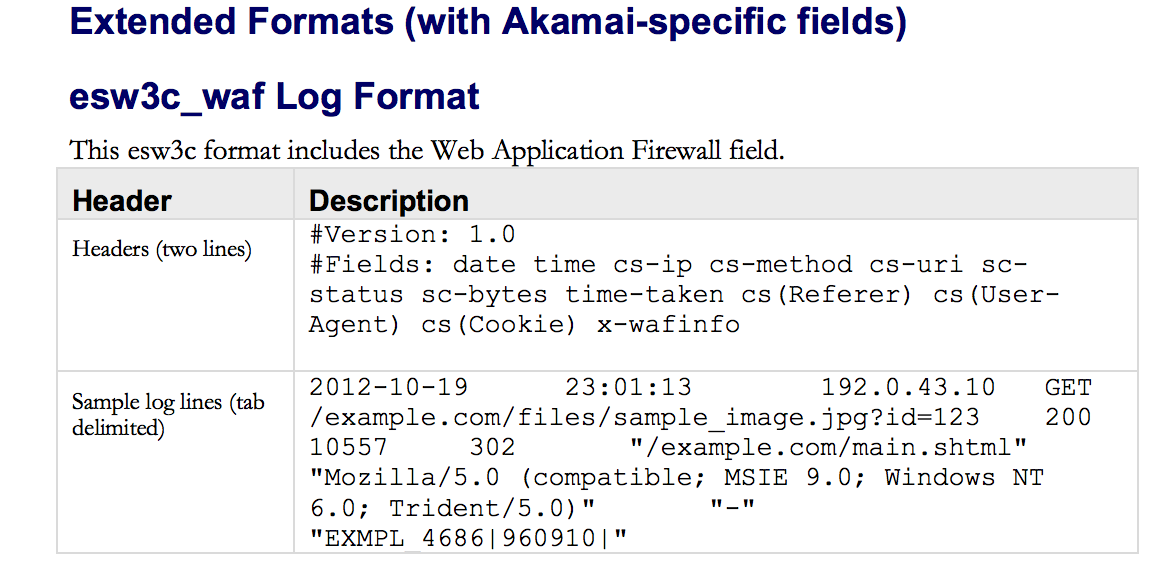 Extended Formats (with Akamai-specific fields)
esw3c_waf Log Format
This esw3c format includes the Web Application Firewall field.
Header Description
Headers (two lines)
#Version: 1.0
#Fields: date time cs-ip cs-method cs-uri sc-
status sc-bytes time-taken cs(Referer) cs(User-
Agent) cs(Cookie) x-wafinfo
Sample log lines (tab
delimited)
2012-10-19 23:01:13 192.0.43.10 GET
/example.com/files/sample_image.jpg?id=123 200
10557 302 "/example.com/main.shtml"
"Mozilla/5.0 (compatible; MSIE 9.0; Windows NT
6.0; Trident/5.0)" "-"
"EXMPL_4686|960910|"